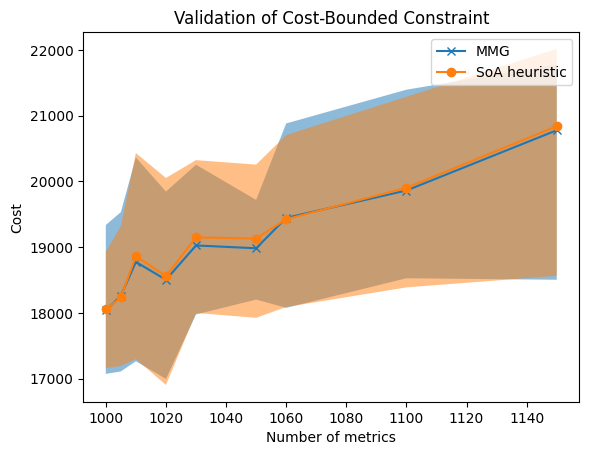 Validation of Cost-Bounded Constraint
MMG
SoA heuristic
22000
21000
20000
19000
18000
17000
Cost
1000
1020
1040
1060
1080
1100
1120
1140
Number of metrics